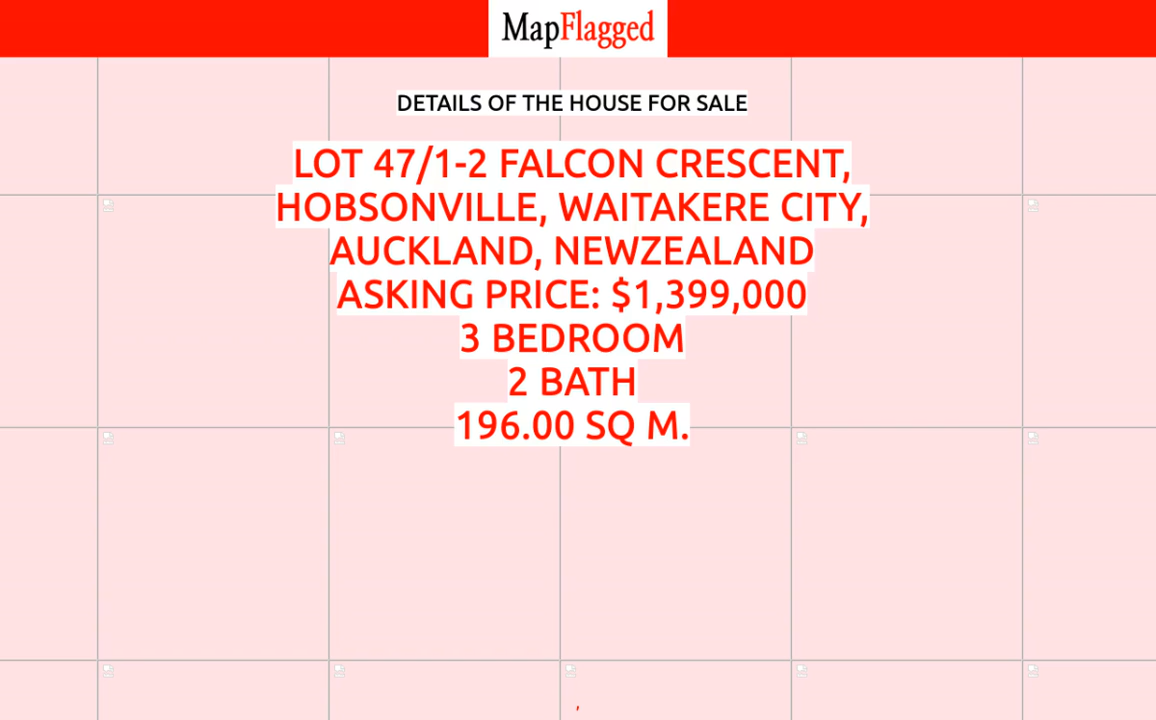 MapFlagged
DETAILS OF THE HOUSE FOR SALE
LOT 47/1-2 FALCON CRESCENT,
HOBSONVILLE, WAITAKERE CITY,
AUCKLAND, NEWZEALAND
ASKING PRICE: $1,399,000
3 BEDROOM
2 BATH
196.00 SQ M.
,